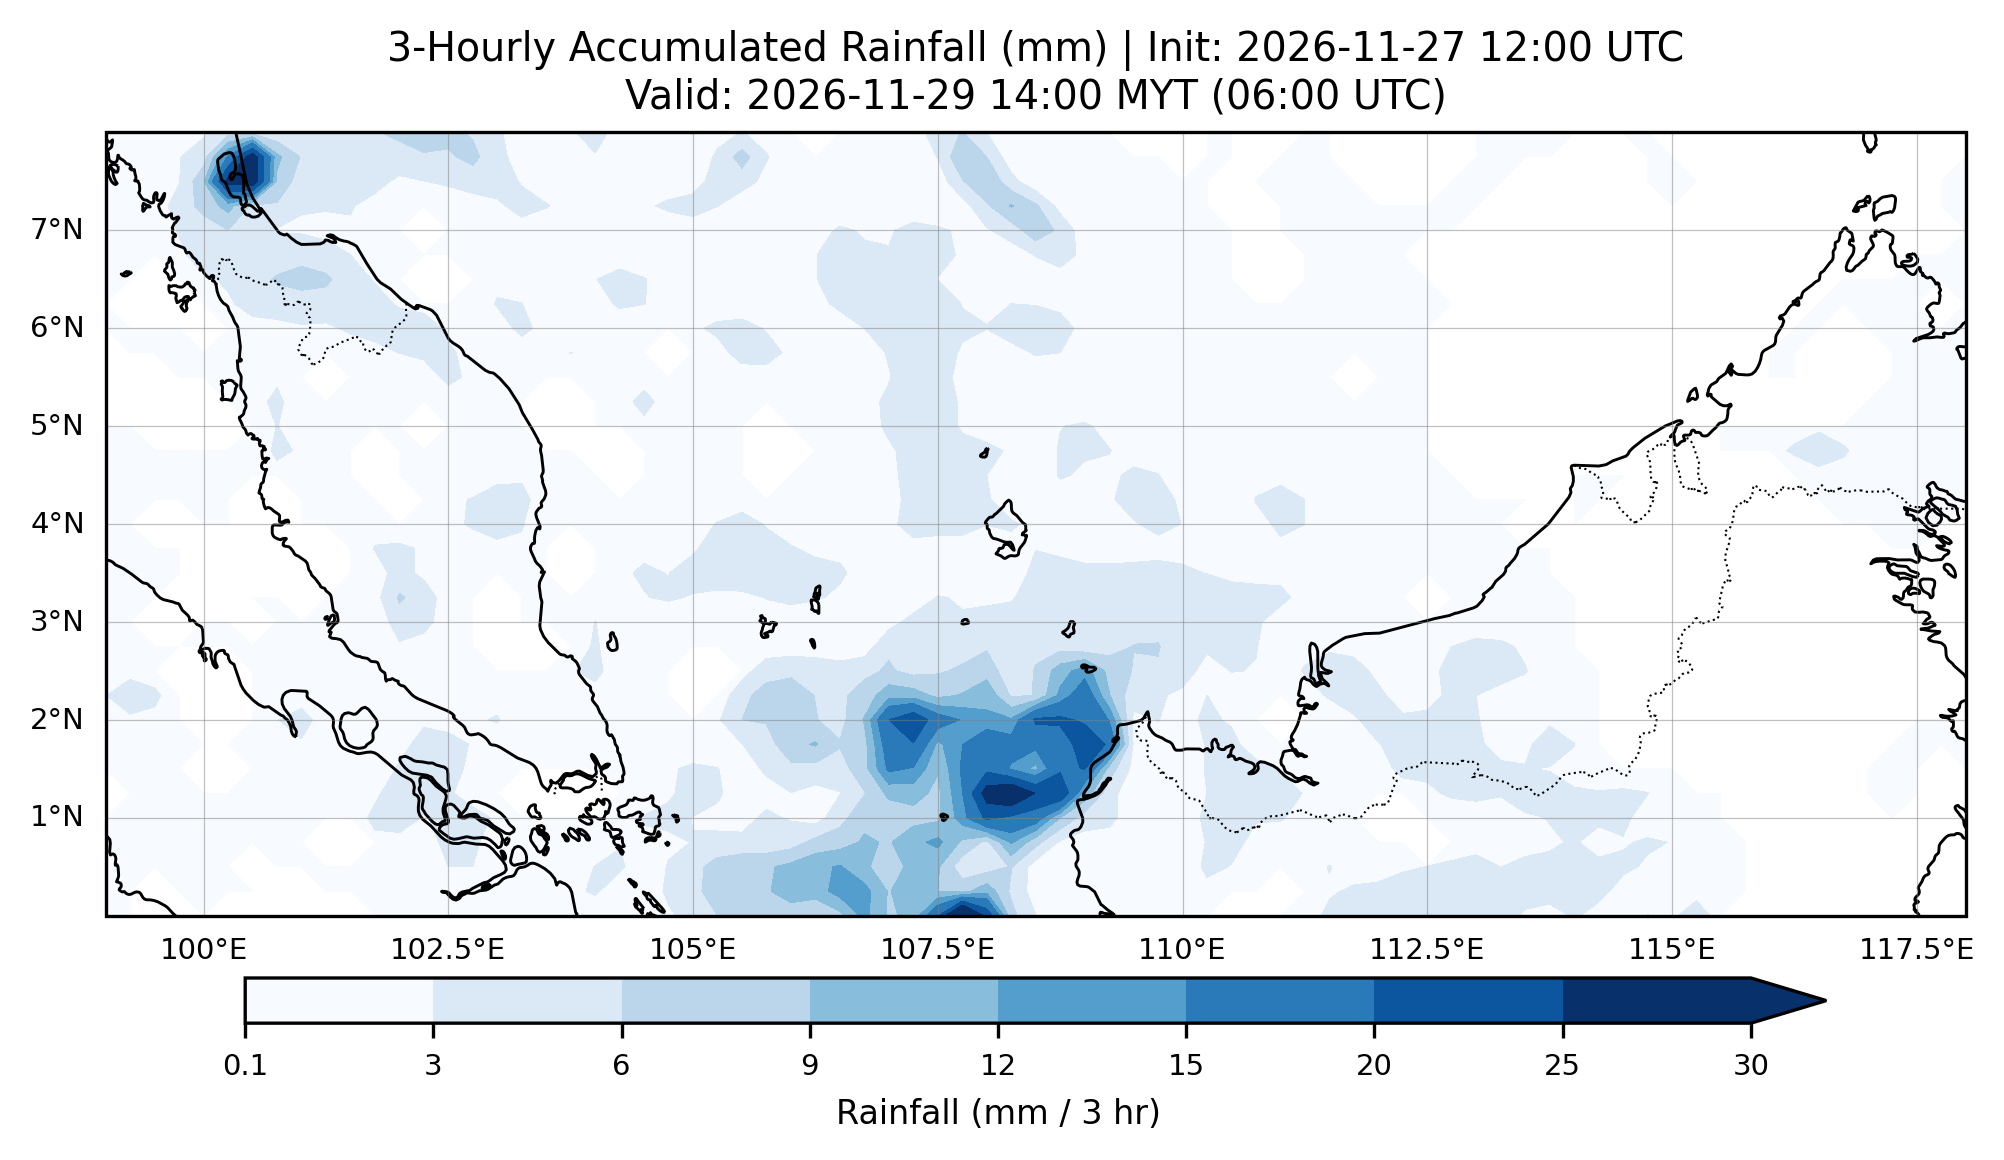 3-Hourly Accumulated Rainfall (mm) | Init: 2026-11-27 12:00 UTC
Valid: 2026-11-29 14:00 MYT (06:00 UTC)
7°N
6°N
5°N
4°N
3°N
2°N
1°N
100°E 102.5°E 105°E 107.5°E 110°E 112.5°E 115°E 117.5°E
0.1 3 6 9 12 15 20 25 30
Rainfall (mm / 3 hr)